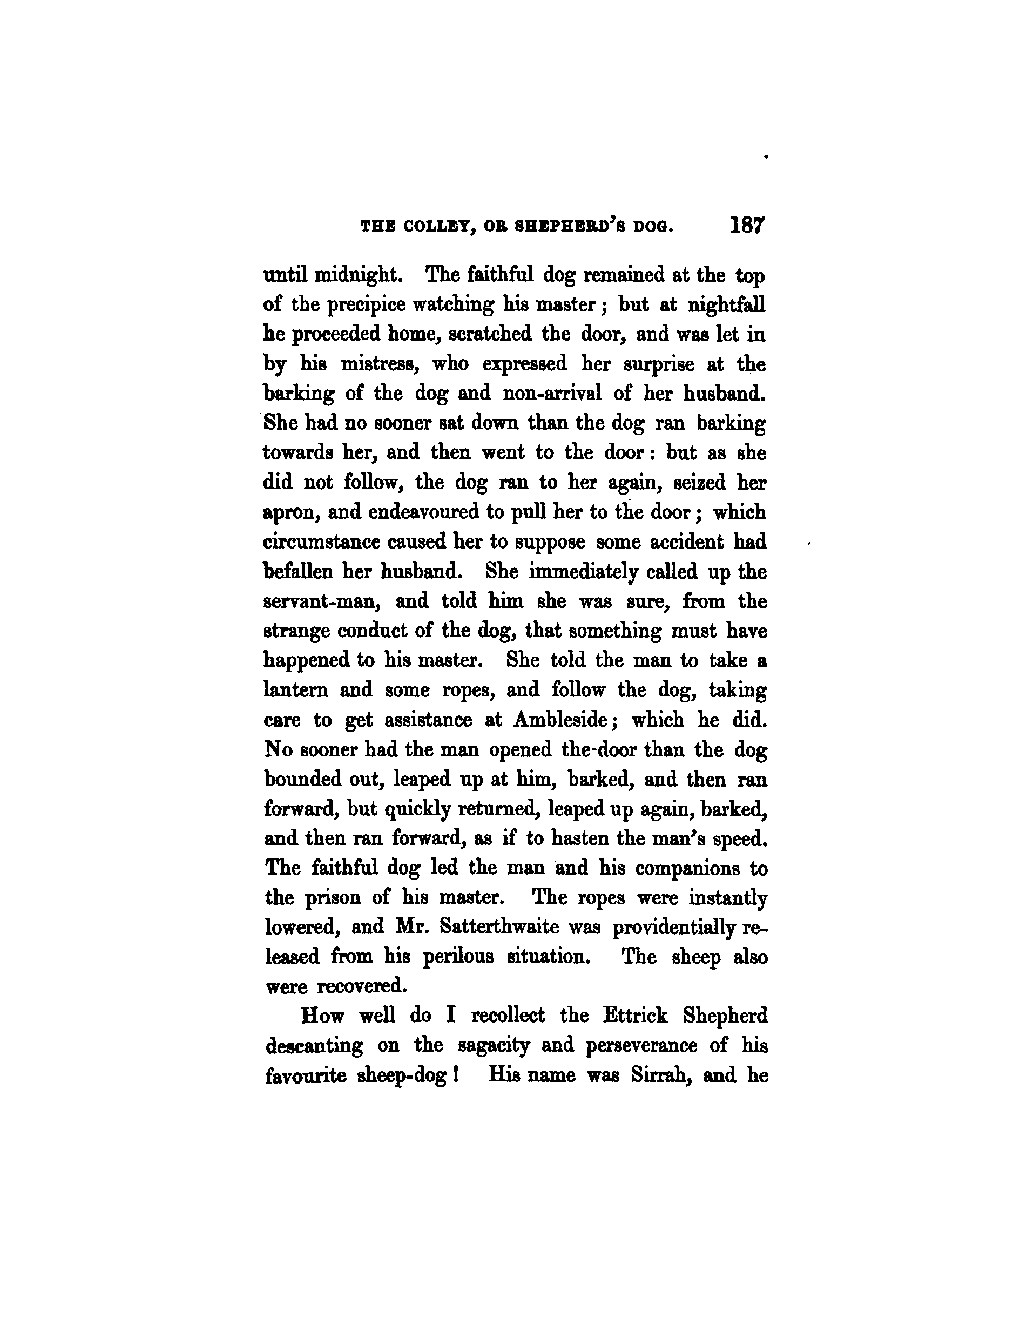 THE COLLEY, OR SHEPHERD'S DOG. 187
until midnight. The faithful dog remained at the top
of the precipice watching his master; but at nightfall
he proceeded home, scratched the door, and was let in
by his mistress, who expressed her surprise at the
barking of the dog and non-arrival of her husband.
She had no sooner sat down than the dog ran barking
towards her, and then went to the door: but as she
did not follow, the dog ran to her again, seized her
apron, and endeavoured to pull her to the door; which
circumstance caused her to suppose some accident had
befallen her husband. She immediately called up the
servant-man, and told him she was sure, from the
strange conduct of the dog, that something must have
happened to his master. She told the man to take a
lantern and some ropes, and follow the dog, taking
care to get assistance at Ambleside; which he did.
No sooner had the man opened the-door than the dog
bounded out, leaped up at him, barked, and then ran
forward, but quickly returned, leaped up again, barked,
and then ran forward, as if to hasten the man's speed.
The faithful dog led the man and his companions to
the prison of his master. The ropes were instantly
lowered, and Mr. Satterthwaite was providentially re-
leased from his perilous situation. The sheep also
were recovered.
How well do I recollect the Ettrick Shepherd
descanting on the sagacity and perseverance of his
favourite sheep-dog! His name was Sirrah, and he